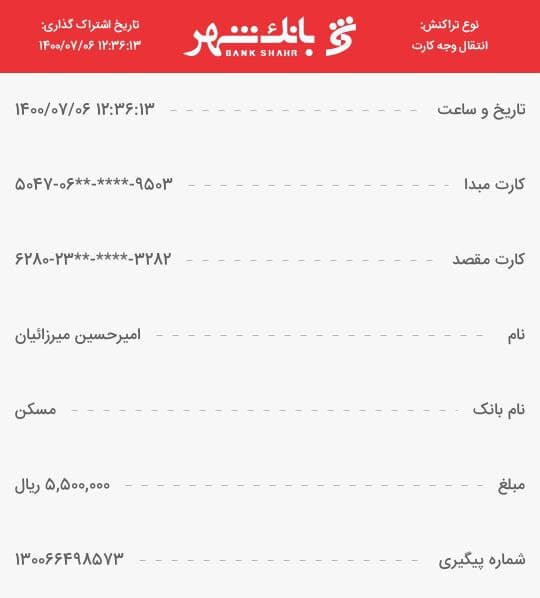 نوع تراکنش:
انتقال وجه کارت
بانک شهر
BANK SHAHR
تاریخ اشتراک گذاری:
۱۴۰۰/۰۷/۰۶ ۱۲:۳۶:۱۳
تاریخ و ساعت ۱۴۰۰/۰۷/۰۶ ۱۲:۳۶:۱۳
کارت مبدا ۵۰۴۷-۰۶**-****-۹۵۰۳
کارت مقصد ۶۲۸۰-۲۳**-****-۳۲۸۲
نام امیرحسین میرزائیان
نام بانک مسکن
مبلغ ۵,۵۰۰,۰۰۰ ریال
شماره پیگیری ۱۳۰۰۶۶۴۹۸۵۷۳